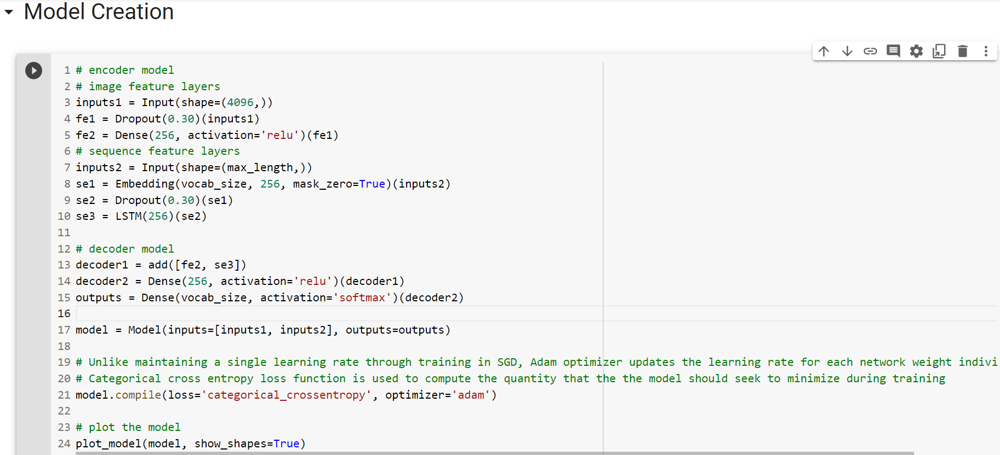 Model Creation
1 # encoder model
2 # image feature layers
3 inputs1 = Input(shape=(4096,))
4 fe1 = Dropout(0.30)(inputs1)
5 fe2 = Dense(256, activation='relu')(fe1)
6 # sequence feature layers
7 inputs2 = Input(shape=(max_length,))
8 se1 = Embedding(vocab_size, 256, mask_zero=True)(inputs2)
9 se2 = Dropout(0.30)(se1)
10 se3 = LSTM(256)(se2)
11
12 # decoder model
13 decoder1 = add([fe2, se3])
14 decoder2 = Dense(256, activation='relu')(decoder1)
15 outputs = Dense(vocab_size, activation='softmax')(decoder2)
16
17 model = Model(inputs=[inputs1, inputs2], outputs=outputs)
18
19 # Unlike maintaining a single learning rate through training in SGD, Adam optimizer updates the learning rate for each network weight indivi
20 # Categorical cross entropy loss function is used to compute the quantity that the the model should seek to minimize during training
21 model.compile(loss='categorical_crossentropy', optimizer='adam')
22
23 # plot the model
24 plot_model(model, show_shapes=True)